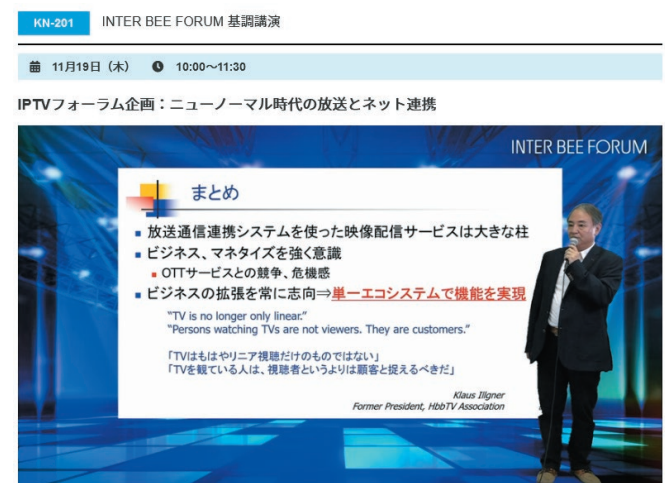 KN-201 INTER BEE FORUM 基調講演
11月19日（木） 10:00～11:30
IPTVフォーラム企画：ニューノーマル時代の放送とネット連携
INTER BEE FORUM
まとめ
放送通信連携システムを使った映像配信サービスは大きな柱
ビジネス、マネタイズを強く意識
OTTサービスとの競争、危機感
ビジネスの拡張を常に志向⇒単一エコシステムで機能を実現
“TV is no longer only linear.”
“Persons watching TVs are not viewers. They are customers.”
「TVはもはやリニア視聴だけのものではない」
「TVを観ている人は、視聴者というよりは顧客と捉えるべきだ」
Klaus Illgner
Former President, HbbTV Association